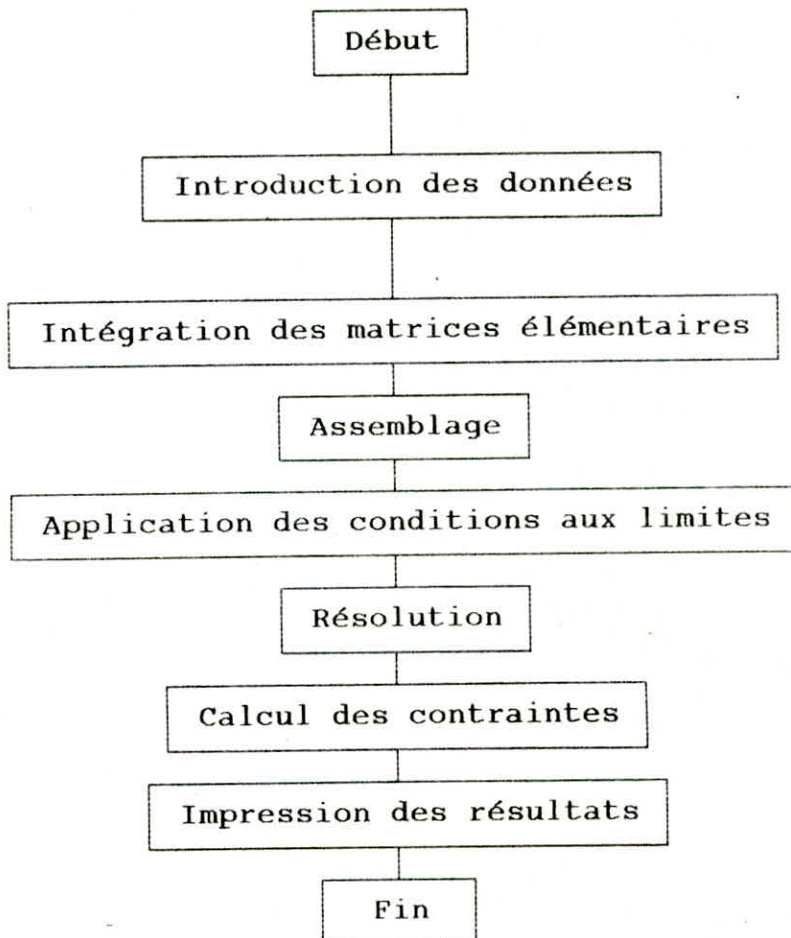 Début
Introduction des données
Intégration des matrices élémentaires
Assemblage
Application des conditions aux limites
Résolution
Calcul des contraintes
Impression des résultats
Fin